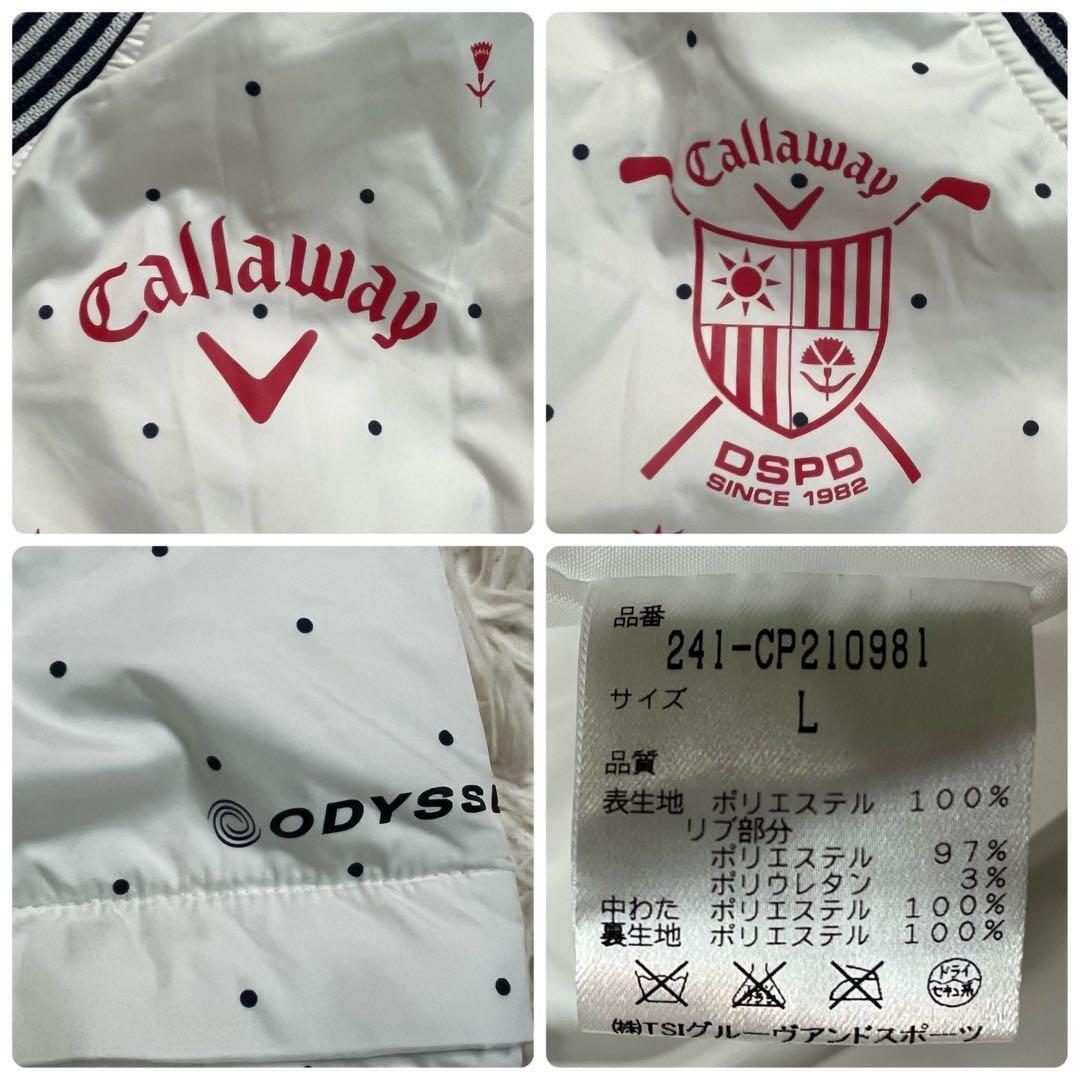 Callaway
Callaway
DSPD
SINCE 1982
ODYSSE
品番
241-CP210981
サイズ
L
品質
表生地 ポリエステル 100%
リブ部分
ポリエステル 97%
ポリウレタン 3%
中わた ポリエステル 100%
裏生地 ポリエステル 100%
ドライ
セキユ系
㈱TSIグルーヴアンドスポーツ